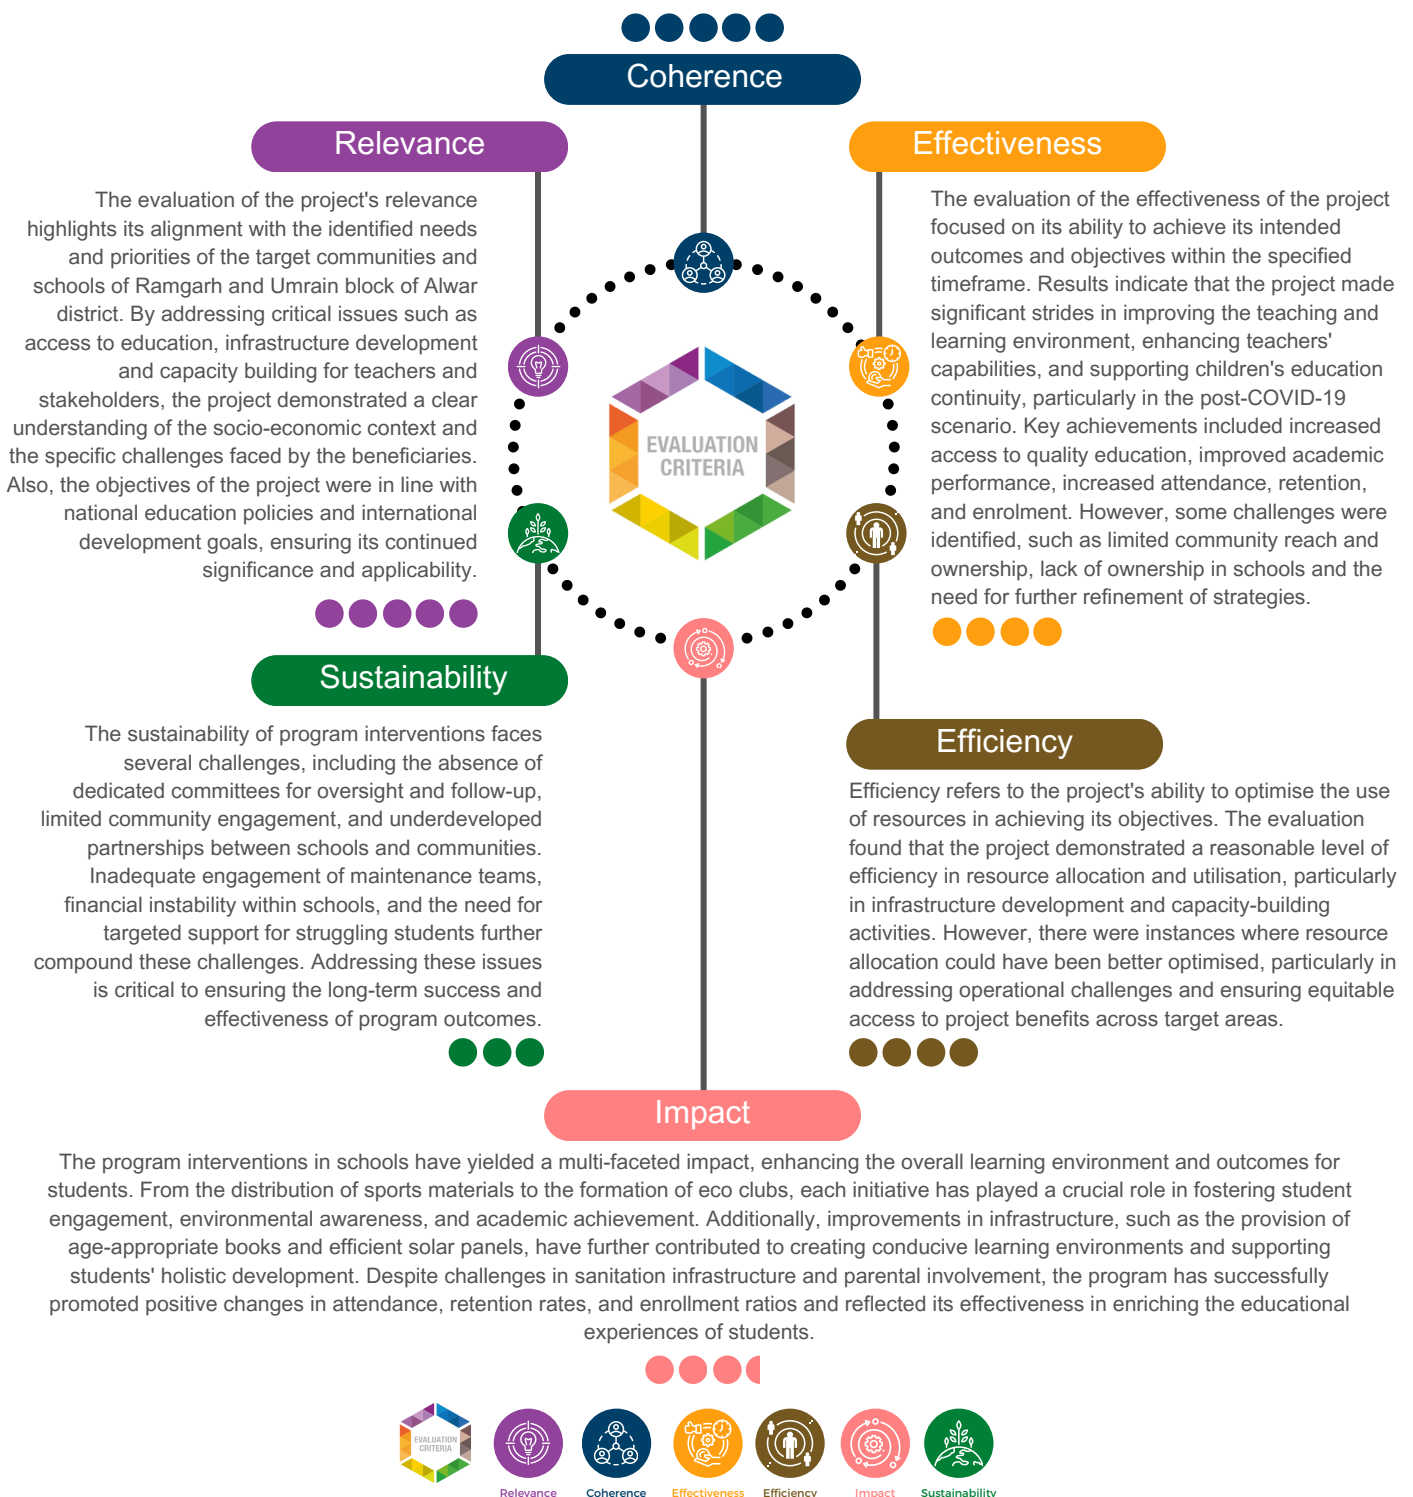 Coherence
Relevance
The evaluation of the project's relevance
highlights its alignment with the identified needs
and priorities of the target communities and
schools of Ramgarh and Umrain block of Alwar
district. By addressing critical issues such as
access to education, infrastructure development
and capacity building for teachers and
stakeholders, the project demonstrated a clear
understanding of the socio-economic context and
the specific challenges faced by the beneficiaries.
Also, the objectives of the project were in line with
national education policies and international
development goals, ensuring its continued
significance and applicability.
Effectiveness
The evaluation of the effectiveness of the project
focused on its ability to achieve its intended
outcomes and objectives within the specified
timeframe. Results indicate that the project made
significant strides in improving the teaching and
learning environment, enhancing teachers'
capabilities, and supporting children's education
continuity, particularly in the post-COVID-19
scenario. Key achievements included increased
access to quality education, improved academic
performance, increased attendance, retention,
and enrolment. However, some challenges were
identified, such as limited community reach and
ownership, lack of ownership in schools and the
need for further refinement of strategies.
EVALUATION
CRITERIA
Sustainability
The sustainability of program interventions faces
several challenges, including the absence of
dedicated committees for oversight and follow-up,
limited community engagement, and underdeveloped
partnerships between schools and communities.
Inadequate engagement of maintenance teams,
financial instability within schools, and the need for
targeted support for struggling students further
compound these challenges. Addressing these issues
is critical to ensuring the long-term success and
effectiveness of program outcomes.
Efficiency
Efficiency refers to the project's ability to optimise the use
of resources in achieving its objectives. The evaluation
found that the project demonstrated a reasonable level of
efficiency in resource allocation and utilisation, particularly
in infrastructure development and capacity-building
activities. However, there were instances where resource
allocation could have been better optimised, particularly in
addressing operational challenges and ensuring equitable
access to project benefits across target areas.
Impact
The program interventions in schools have yielded a multi-faceted impact, enhancing the overall learning environment and outcomes for
students. From the distribution of sports materials to the formation of eco clubs, each initiative has played a crucial role in fostering student
engagement, environmental awareness, and academic achievement. Additionally, improvements in infrastructure, such as the provision of
age-appropriate books and efficient solar panels, have further contributed to creating conducive learning environments and supporting
students' holistic development. Despite challenges in sanitation infrastructure and parental involvement, the program has successfully
promoted positive changes in attendance, retention rates, and enrollment ratios and reflected its effectiveness in enriching the educational
experiences of students.
EVALUATION
CRITERIA
Relevance Coherence Effectiveness Efficiency Impact Sustainability